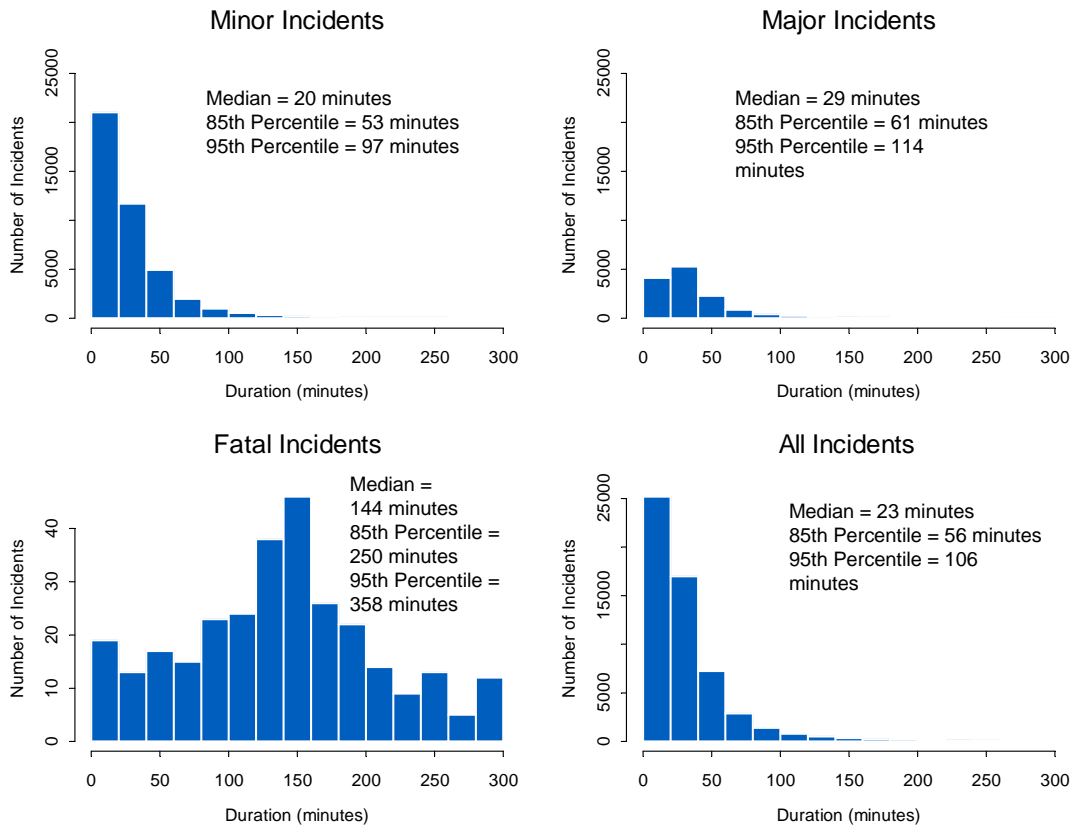 Minor Incidents
Number of Incidents
25000
15000
5000
0
Median = 20 minutes
85th Percentile = 53 minutes
95th Percentile = 97 minutes
0 50 100 150 200 250 300
Duration (minutes)
Major Incidents
Number of Incidents
25000
15000
5000
0
Median = 29 minutes
85th Percentile = 61 minutes
95th Percentile = 114
minutes
0 50 100 150 200 250 300
Duration (minutes)
Fatal Incidents
Number of Incidents
40
30
20
10
0
Median =
144 minutes
85th Percentile =
250 minutes
95th Percentile =
358 minutes
0 50 100 150 200 250 300
Duration (minutes)
All Incidents
Number of Incidents
25000
15000
5000
0
Median = 23 minutes
85th Percentile = 56 minutes
95th Percentile = 106
minutes
0 50 100 150 200 250 300
Duration (minutes)